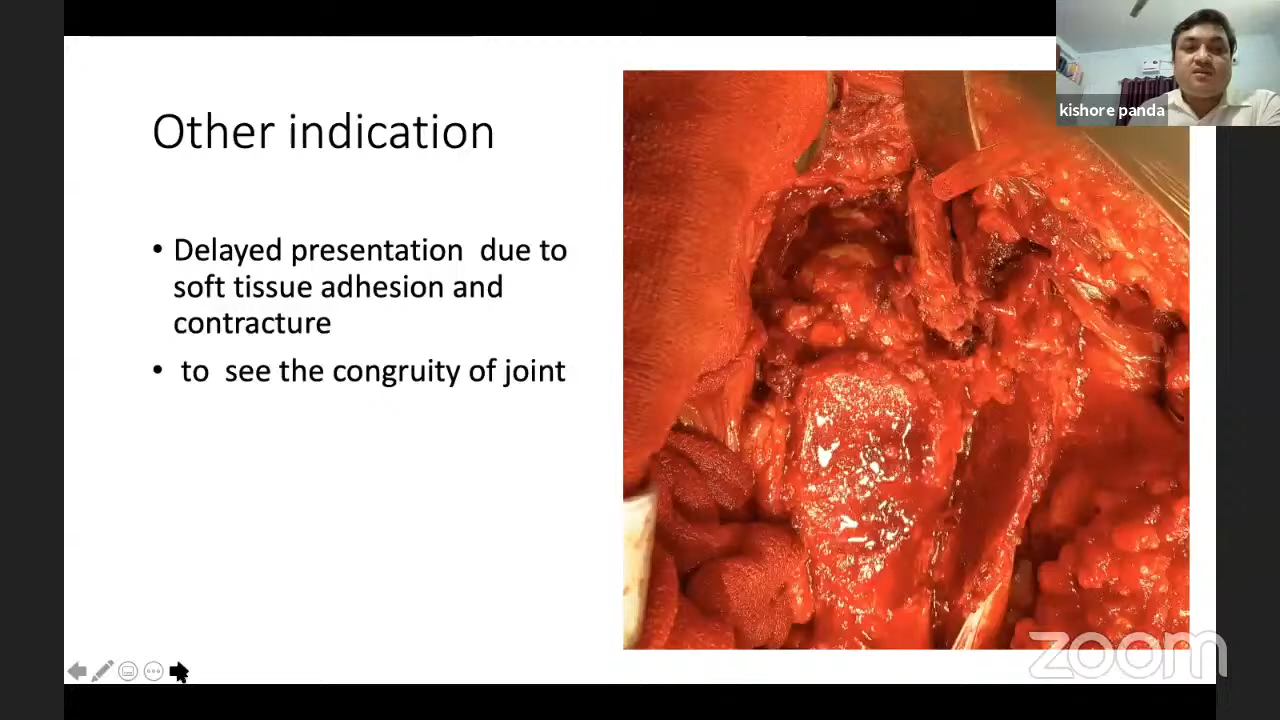 kishore panda
Other indication
• Delayed presentation due to
soft tissue adhesion and
contracture
• to see the congruity of joint
zoom